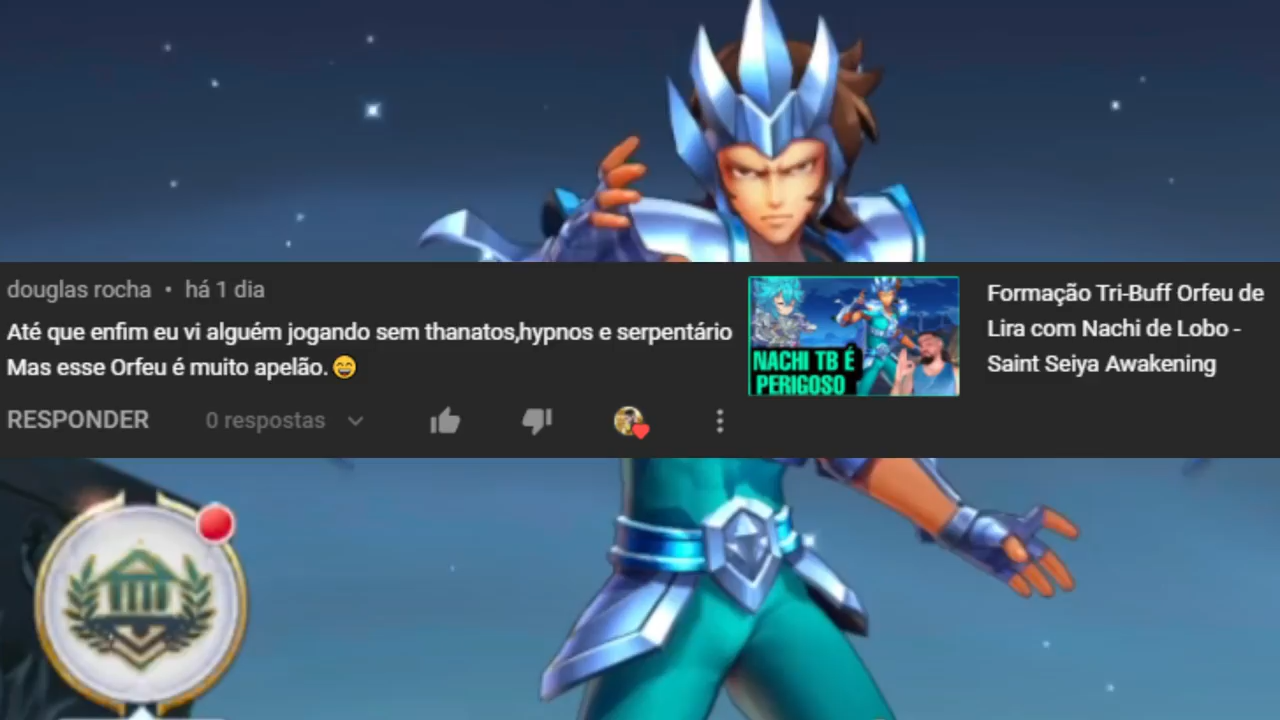 douglas rocha • há 1 dia
Até que enfim eu vi alguém jogando sem thanatos,hypnos e serpentário
Mas esse Orfeu é muito apelão. 😄
RESPONDER 0 respostas
NACHI TB É
PERIGOSO
Formação Tri-Buff Orfeu de
Lira com Nachi de Lobo -
Saint Seiya Awakening